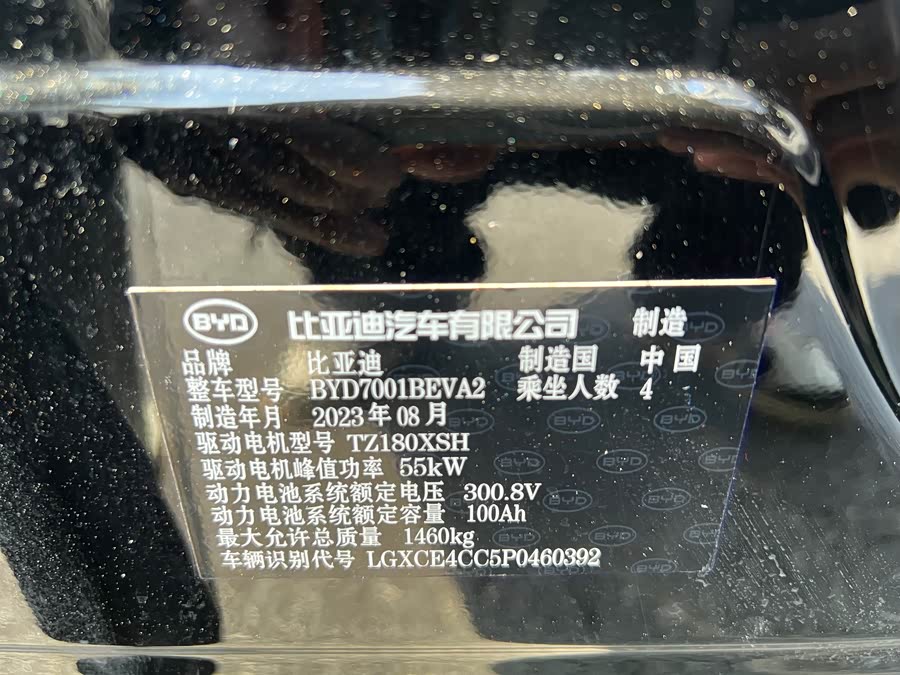 BYD 比亚迪汽车有限公司 制造
品牌 比亚迪 制造国 中国
整车型号 BYD7001BEVA2 乘坐人数 4
制造年月 2023年08月
驱动电机型号 TZ180XSH
驱动电机峰值功率 55kW
动力电池系统额定电压 300.8V
动力电池系统额定容量 100Ah
最大允许总质量 1460kg
车辆识别代号 LGXCE4CC5P0460392